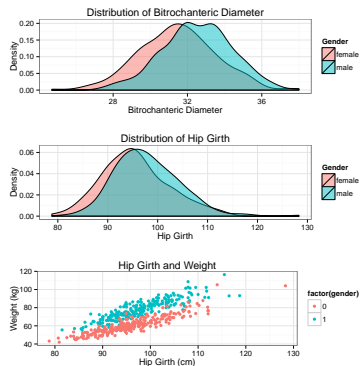 Distribution of Bitrochanteric Diameter
0.20
0.15
0.10
0.05
0.00
Density
28
32
36
Bitrochanteric Diameter
Gender
female
male
Distribution of Hip Girth
0.06
0.04
0.02
0.00
Density
80
90
100
110
120
130
Hip Girth
Gender
female
male
Hip Girth and Weight
120
100
80
60
40
Weight (kg)
80
90
100
110
120
130
Hip Girth (cm)
factor(gender)
0
1